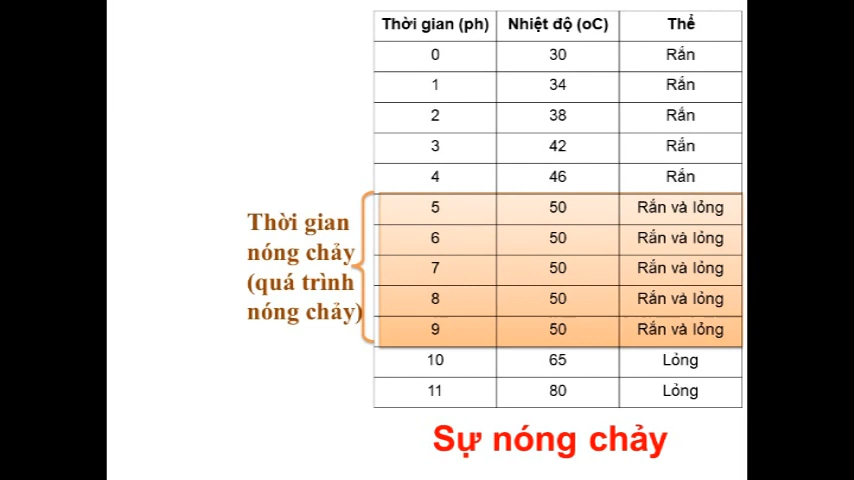 Thời gian (ph) Nhiệt độ (oC) Thể
0 30 Rắn
1 34 Rắn
2 38 Rắn
3 42 Rắn
4 46 Rắn
5 50 Rắn và lỏng
6 50 Rắn và lỏng
7 50 Rắn và lỏng
8 50 Rắn và lỏng
9 50 Rắn và lỏng
10 65 Lỏng
11 80 Lỏng
Thời gian
nóng chảy
(quá trình
nóng chảy)
Sự nóng chảy